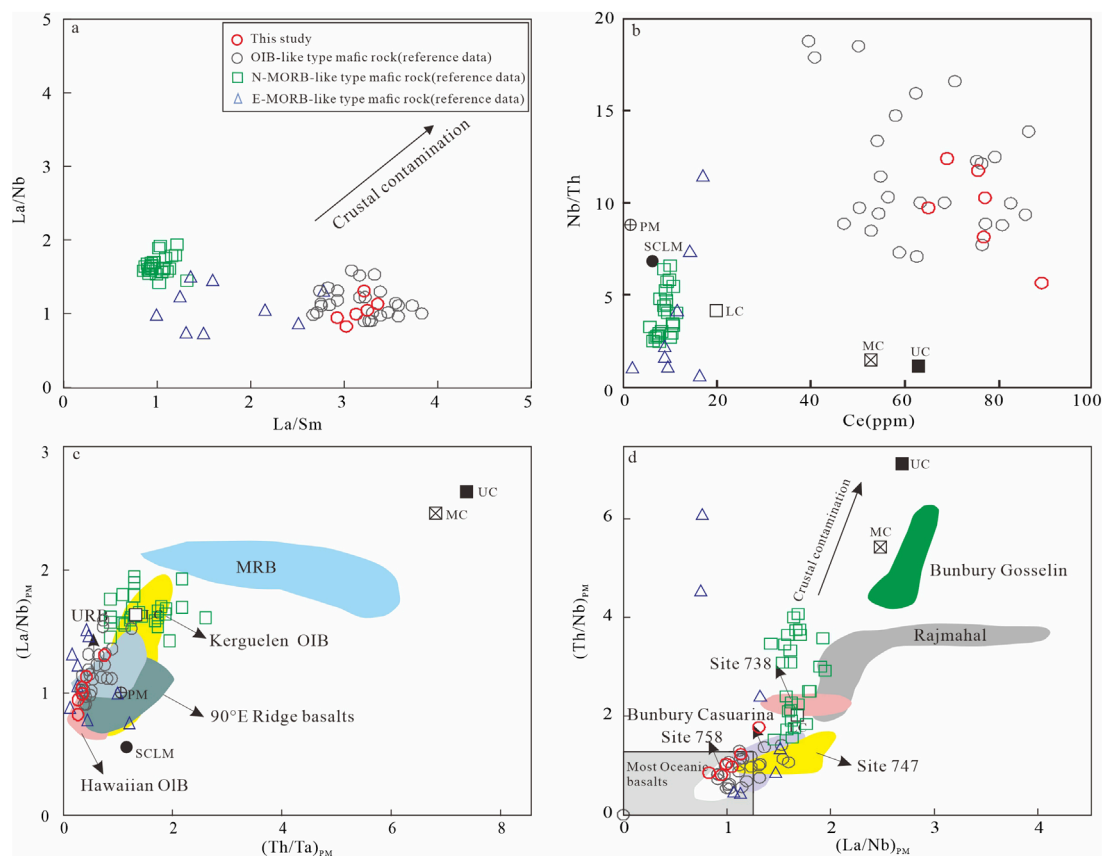 a
This study
OIB-like type mafic rock(reference data)
N-MORB-like type mafic rock(reference data)
E-MORB-like type mafic rock(reference data)
Crustal contamination
La/Nb
5
4
3
2
1
0
0
1
2
3
4
5
La/Sm
b
Nb/Th
20
15
10
5
0
PM
SCLM
LC
MC
UC
0
20
40
60
80
100
Ce(ppm)
c
(La/Nb)PM
3
2
1
0
UC
MC
MRB
URB
Kerguelen OIB
PM
90°E Ridge basalts
SCLM
Hawaiian OlB
0
2
4
6
8
(Th/Ta)PM
d
(Th/Nb)PM
6
4
2
0
UC
MC
Crustal contamination
Bunbury Gosselin
Rajmahal
Site 738
Bunbury Casuarina
Site 758
Most Oceanic
basalts
Site 747
0
1
2
3
4
(La/Nb)PM